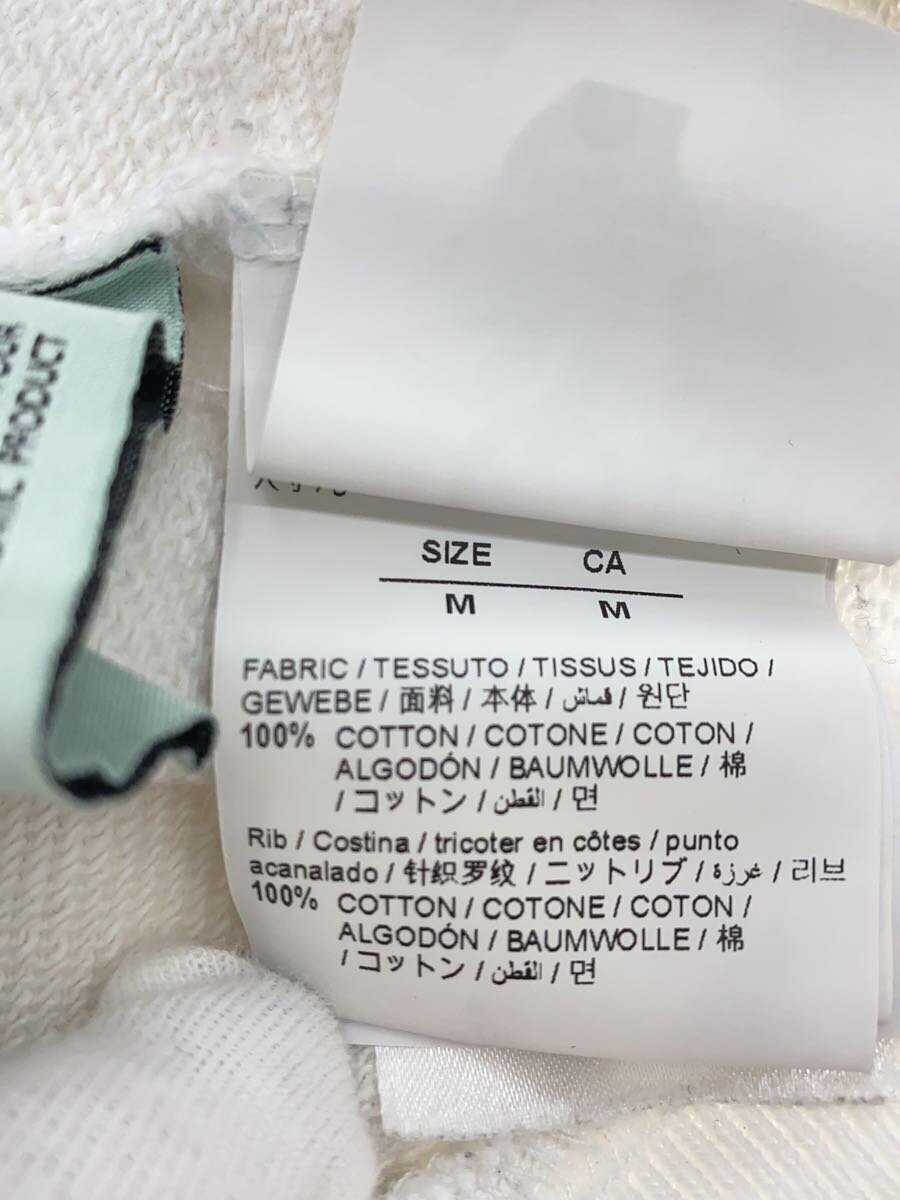 PRODUCT
SIZE CA
M M
FABRIC / TESSUTO / TISSUS / TEJIDO /
GEWEBE / 面料 / 本体 / قماش / 원단
100% COTTON / COTONE / COTON /
ALGODÓN / BAUMWOLLE / 棉
/ コットン / القطن / 면
Rib / Costina / tricoter en côtes / punto
acanalado / 针织罗纹 / ニットリブ / غرزة / 리브
100% COTTON / COTONE / COTON /
ALGODÓN / BAUMWOLLE / 棉
/ コットン / القطن / 면